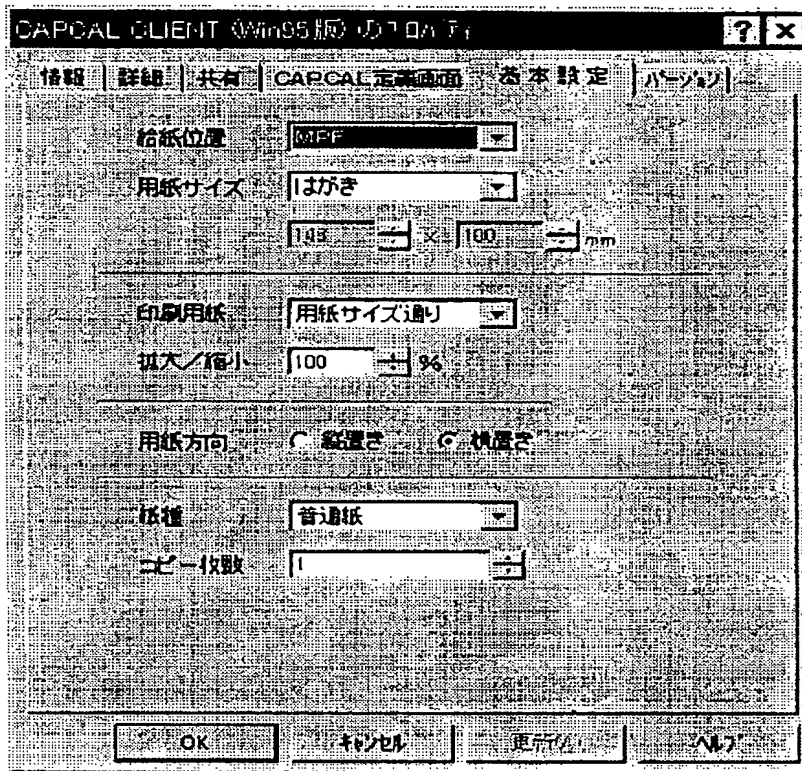 CAPCAL CLIENT (Win95版) のプロパティ
情報 詳細 共有 CAPCAL定義画面 基本設定 バージョン
給紙位置 MPF
用紙サイズ はがき
148 × 100 mm
印刷用紙 用紙サイズ通り
拡大/縮小 100 %
用紙方向 縦置き 横置き
紙種 普通紙
コピー枚数 1
OK キャンセル ヘルプ